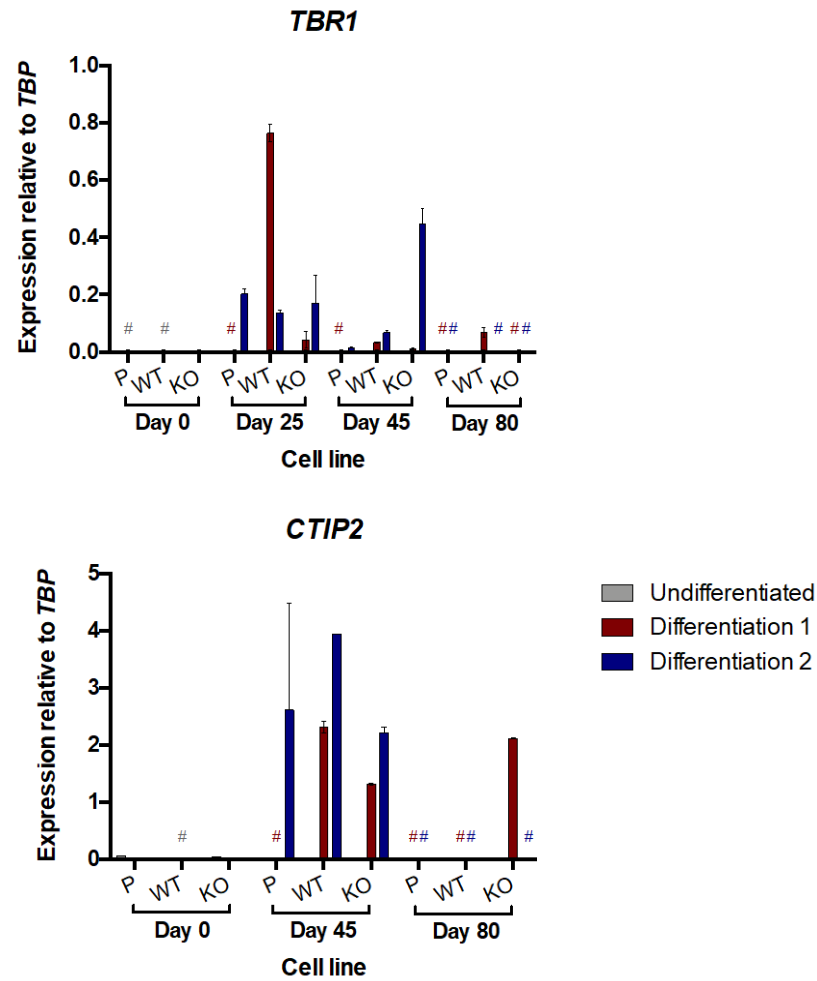 TBR1
Expression relative to TBP
1.0
0.8
0.6
0.4
0.2
0.0
# # # # ## # ##
P WT KO P WT KO P WT KO P WT KO
Day 0 Day 25 Day 45 Day 80
Cell line
CTIP2
Expression relative to TBP
5
4
3
2
1
0
# # ## ## #
P WT KO P WT KO P WT KO
Day 0 Day 45 Day 80
Cell line
Undifferentiated
Differentiation 1
Differentiation 2